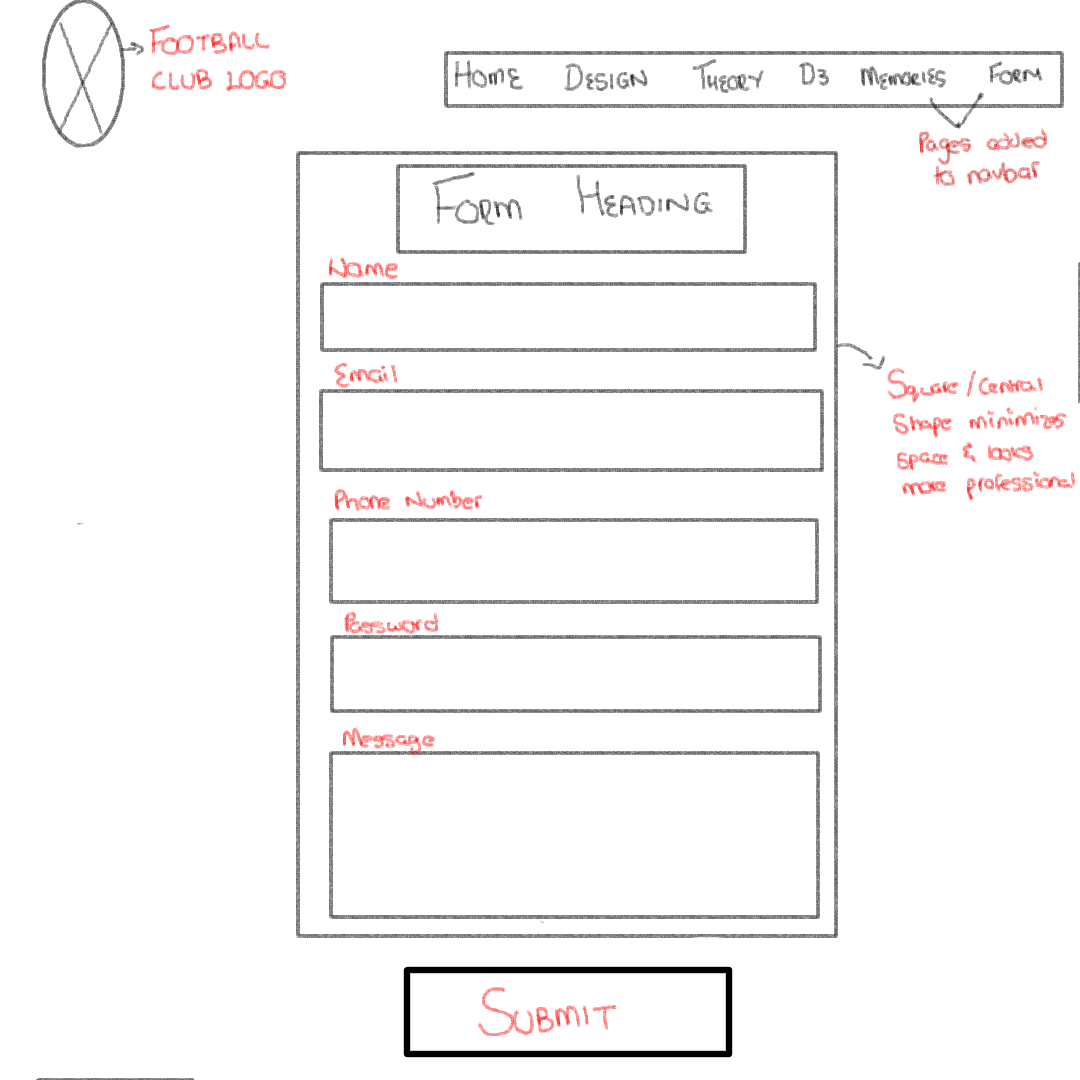 FOOTBALL
CLUB LOGO
HOME DESIGN THEORY D3 MEMORIES FORM
Pages added
to navbar
FORM HEADING
Name
Email
Square/Central
Shape minimizes
space & looks
more professional
Phone Number
Password
Message
SUBMIT